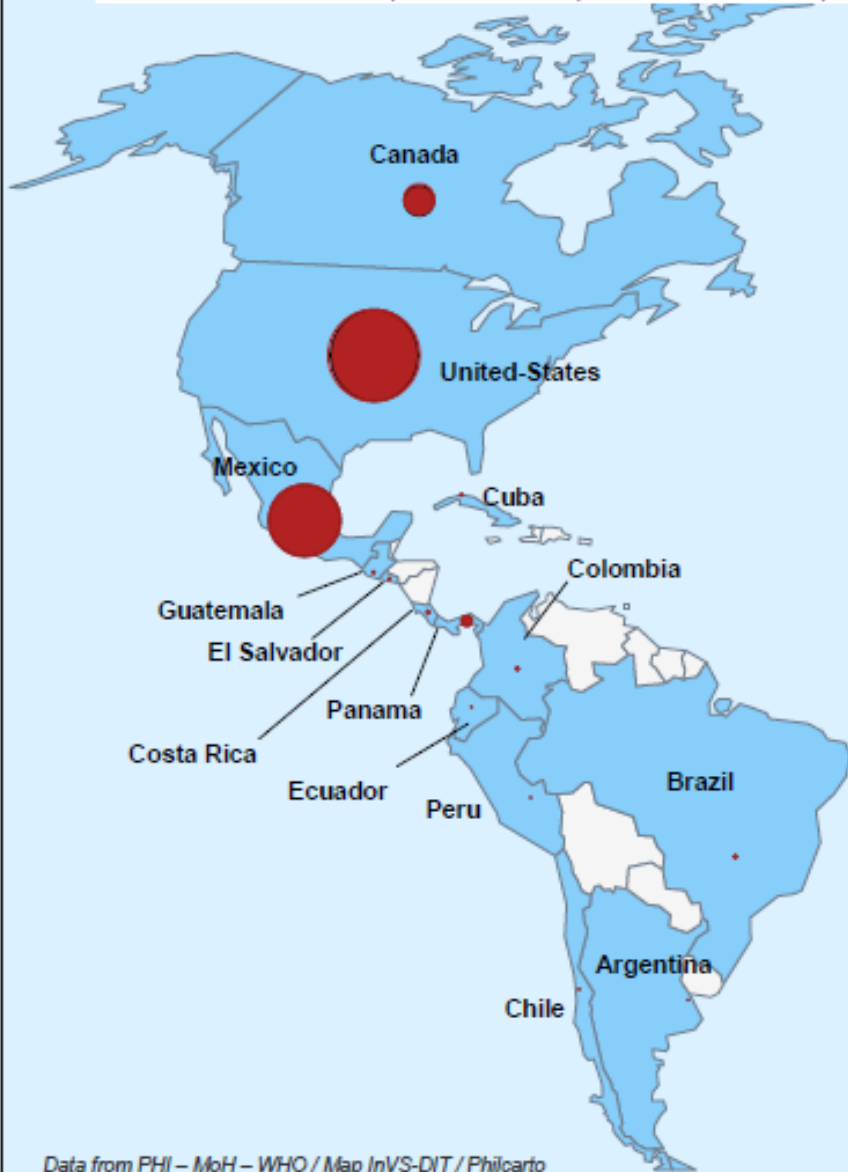 Canada
United-States
Mexico
Cuba
Colombia
Guatemala
El Salvador
Panama
Costa Rica
Ecuador
Brazil
Peru
Argentina
Chile
Data from PHI – MoH – WHO / Map InVS-DIT / Philcarto